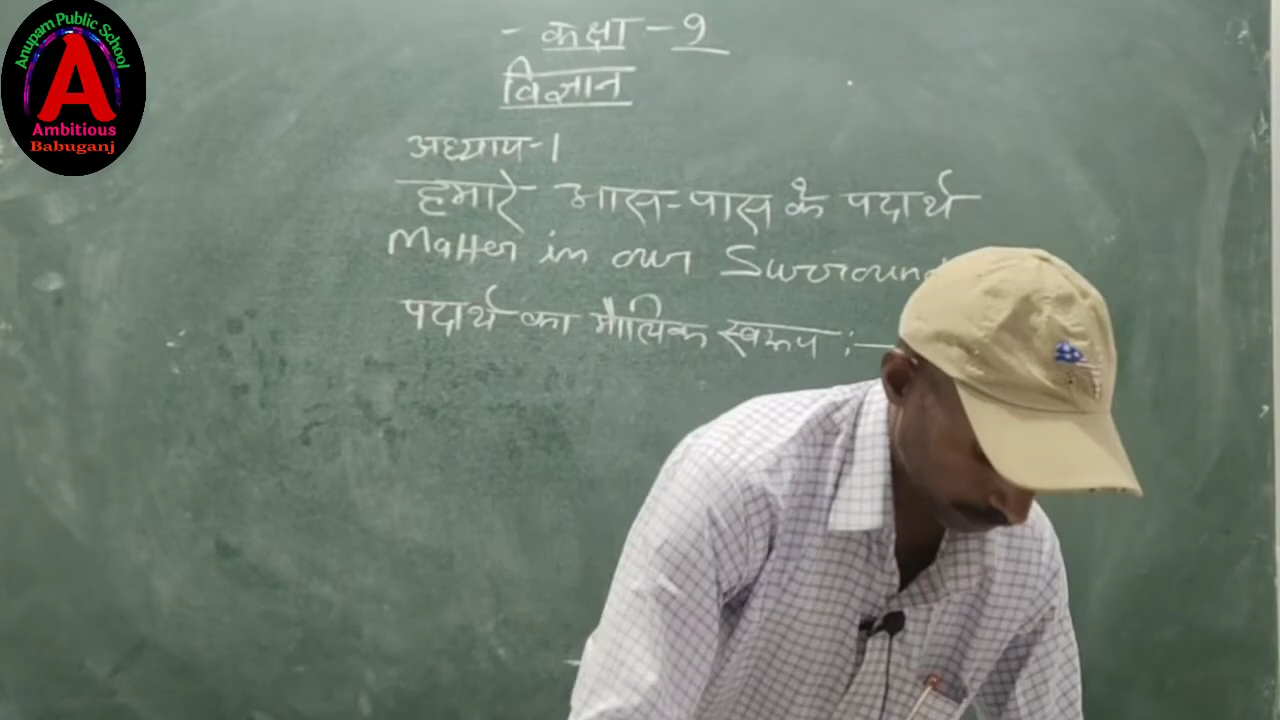 Anupam Public School
A
Ambitious
Babuganj
- कक्षा - 9
विज्ञान
अध्याय-1
हमारे आस-पास के पदार्थ
Matter in our Surround
पदार्थ का भौतिक स्वरूप :-